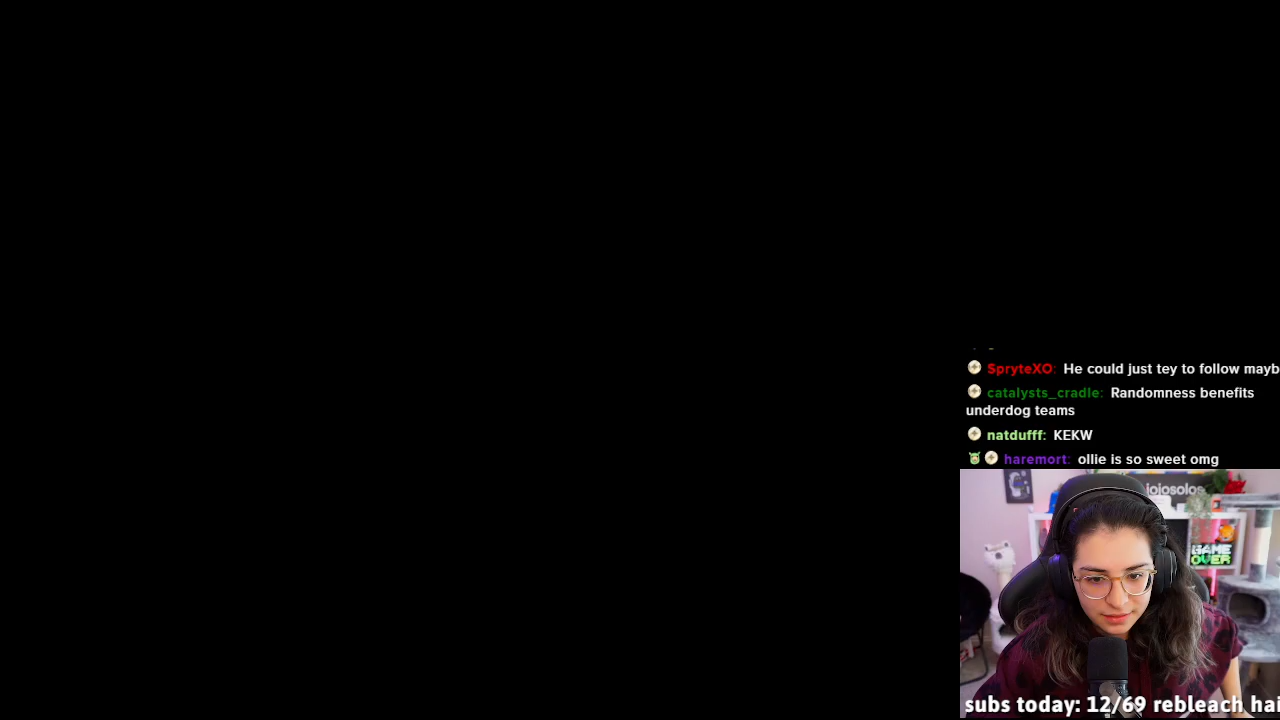 SpryteXO: He could just tey to follow mayb
catalysts_cradle: Randomness benefits
underdog teams
natdufff: KEKW
haremort: ollie is so sweet omg
jojosolos
GAME
OVER
subs today: 12/69 rebleach hai